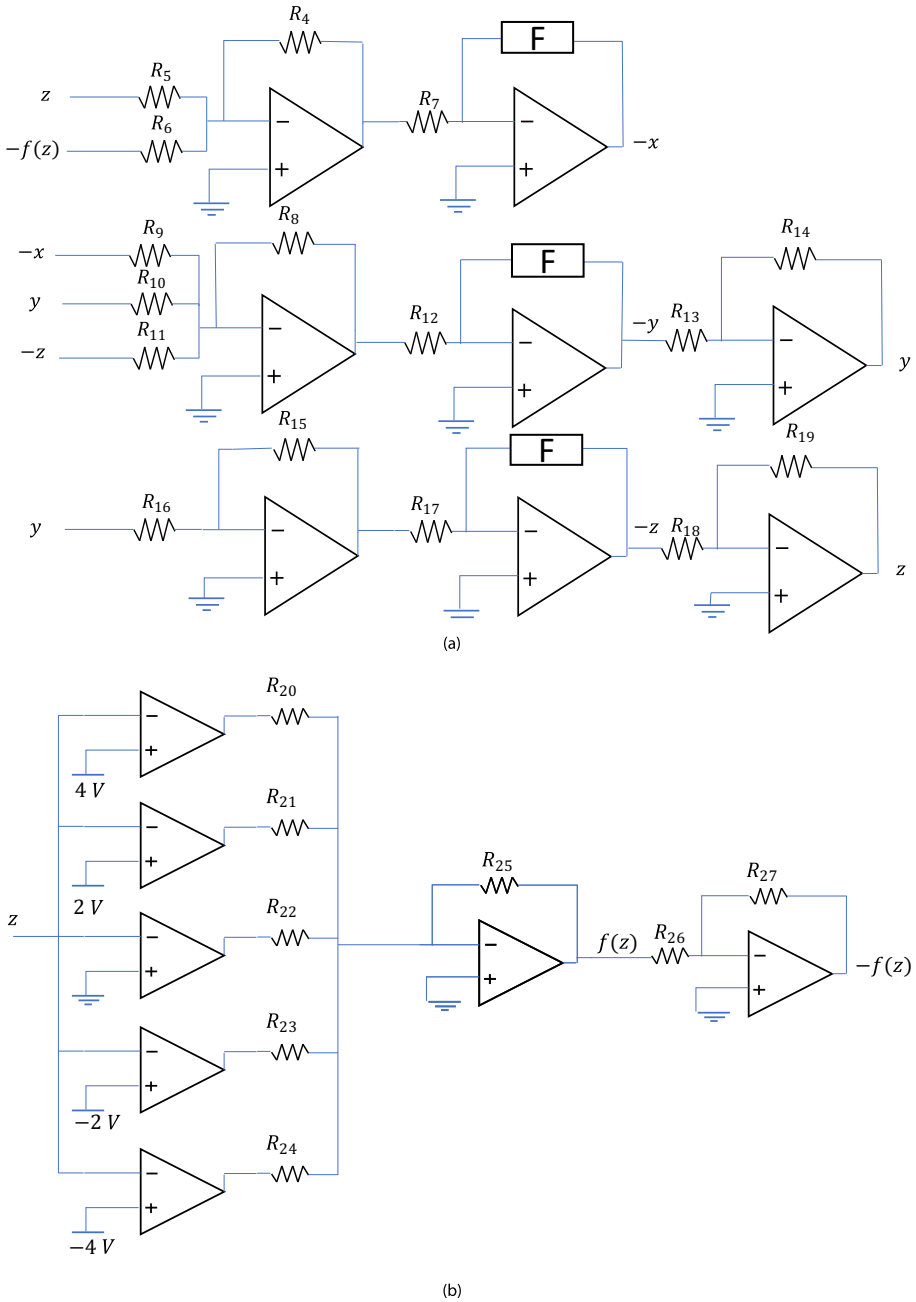 R4
F
R5
z
R7
R6
−f(z)
−
−
+
+
−x
R8
R9
R14
−x
F
R10
y
R12
−y
R13
R11
−
−
−
−z
y
+
+
+
R15
R19
F
R16
R17
−z
R18
y
−
−
−
z
+
+
+
(a)
R20
−
+
4 V
R21
−
+
2 V
R25
R27
R22
z
−
f(z)
R26
−
−
−f(z)
+
+
+
R23
−
+
−2 V
R24
−
+
−4 V
(b)